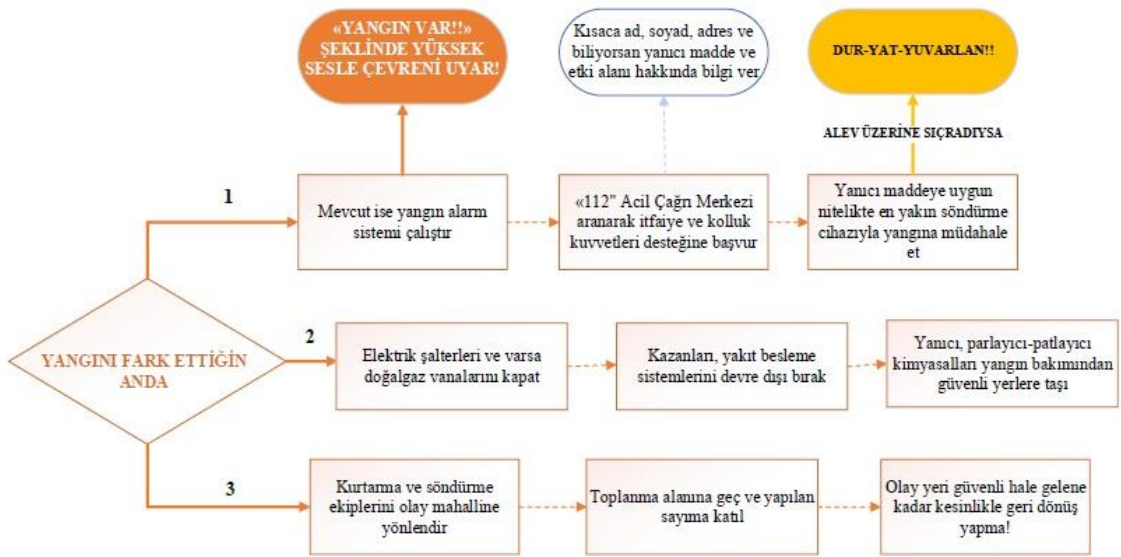 «YANGIN VAR!!»
ŞEKLİNDE YÜKSEK
SESLE ÇEVRENİ UYAR!
Kısaca ad, soyad, adres ve
biliyorsan yanıcı madde ve
etki alanı hakkında bilgi ver
DUR-YAT-YUVARLAN!!
ALEV ÜZERİNE SIÇRADIYSA
1
Mevcut ise yangın alarm
sistemi çalıştır
«112" Acil Çağrı Merkezi
aranarak itfaiye ve kolluk
kuvvetleri desteğine başvur
Yanıcı maddeye uygun
nitelikte en yakın söndürme
cihazıyla yangına müdahale
et
YANGINI FARK ETTİĞİN
ANDA
2
Elektrik şalterleri ve varsa
doğalgaz vanalarını kapat
Kazanları, yakıt besleme
sistemlerini devre dışı bırak
Yanıcı, parlayıcı-patlayıcı
kimyasalları yangın bakımından
güvenli yerlere taşı
3
Kurtarma ve söndürme
ekiplerini olay mahalline
yönlendir
Toplanma alanına geç ve yapılan
sayıma katıl
Olay yeri güvenli hale gelene
kadar kesinlikle geri dönüş
yapma!